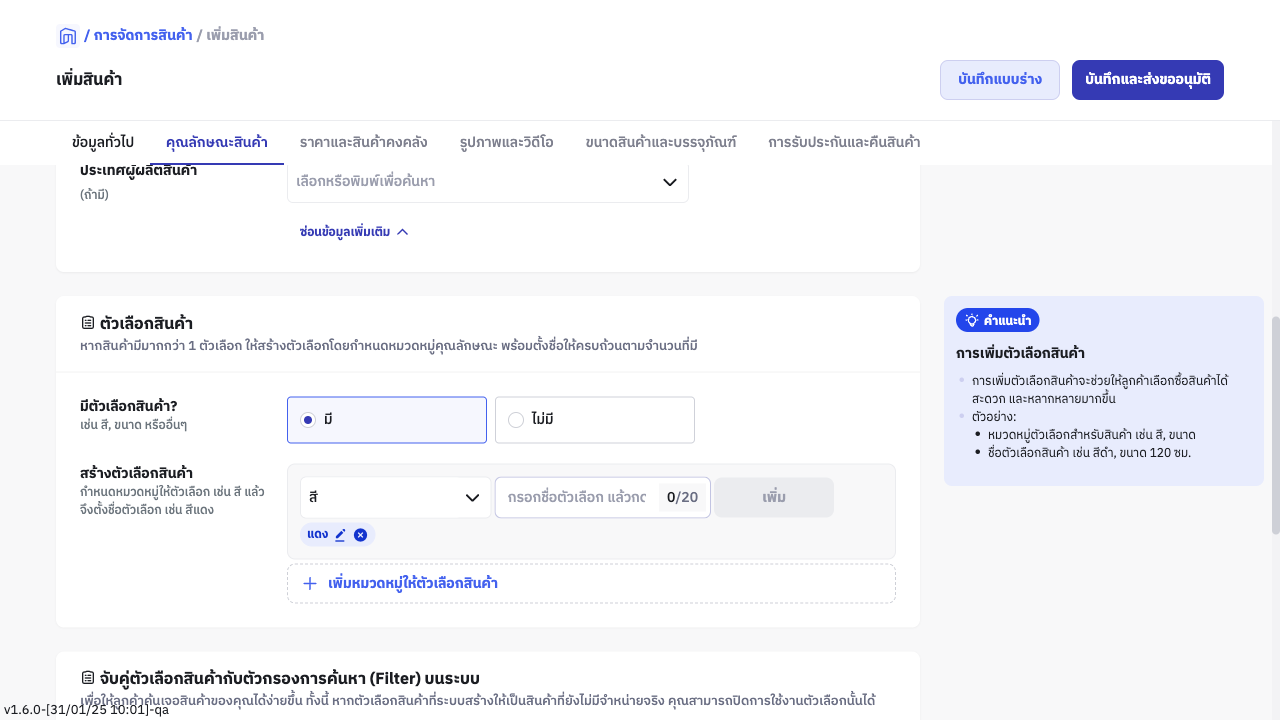 / การจัดการสินค้า / เพิ่มสินค้า
เพิ่มสินค้า
บันทึกแบบร่าง
บันทึกและส่งขออนุมัติ
ข้อมูลทั่วไป
คุณลักษณะสินค้า
ราคาและสินค้าคงคลัง
รูปภาพและวิดีโอ
ขนาดสินค้าและบรรจุภัณฑ์
การรับประกันและคืนสินค้า
ประเทศผู้ผลิตสินค้า
(ถ้ามี)
เลือกหรือพิมพ์เพื่อค้นหา
ซ่อนข้อมูลเพิ่มเติม
ตัวเลือกสินค้า
หากสินค้ามีมากกว่า 1 ตัวเลือก ให้สร้างตัวเลือกโดยกำหนดหมวดหมู่คุณลักษณะ พร้อมตั้งชื่อให้ครบถ้วนตามจำนวนที่มี
มีตัวเลือกสินค้า?
เช่น สี, ขนาด หรืออื่นๆ
มี
ไม่มี
สร้างตัวเลือกสินค้า
กำหนดหมวดหมู่ให้ตัวเลือก เช่น สี แล้ว
จึงตั้งชื่อตัวเลือก เช่น สีแดง
สี
กรอกชื่อตัวเลือก แล้วกด
0/20
เพิ่ม
แดง
เพิ่มหมวดหมู่ให้ตัวเลือกสินค้า
คำแนะนำ
การเพิ่มตัวเลือกสินค้า
การเพิ่มตัวเลือกสินค้าจะช่วยให้ลูกค้าเลือกซื้อสินค้าได้
สะดวก และหลากหลายมากขึ้น
ตัวอย่าง:
หมวดหมู่ตัวเลือกสำหรับสินค้า เช่น สี, ขนาด
ชื่อตัวเลือกสินค้า เช่น สีดำ, ขนาด 120 ซม.
จับคู่ตัวเลือกสินค้ากับตัวกรองการค้นหา (Filter) บนระบบ
เพื่อให้ลูกค้าค้นเจอสินค้าของคุณได้ง่ายขึ้น ทั้งนี้ หากตัวเลือกสินค้าที่ระบบสร้างให้เป็นสินค้าที่ยังไม่มีจำหน่ายจริง คุณสามารถปิดการใช้งานตัวเลือกนั้นได้
v1.6.0-[31/01/25 10:01]-qa